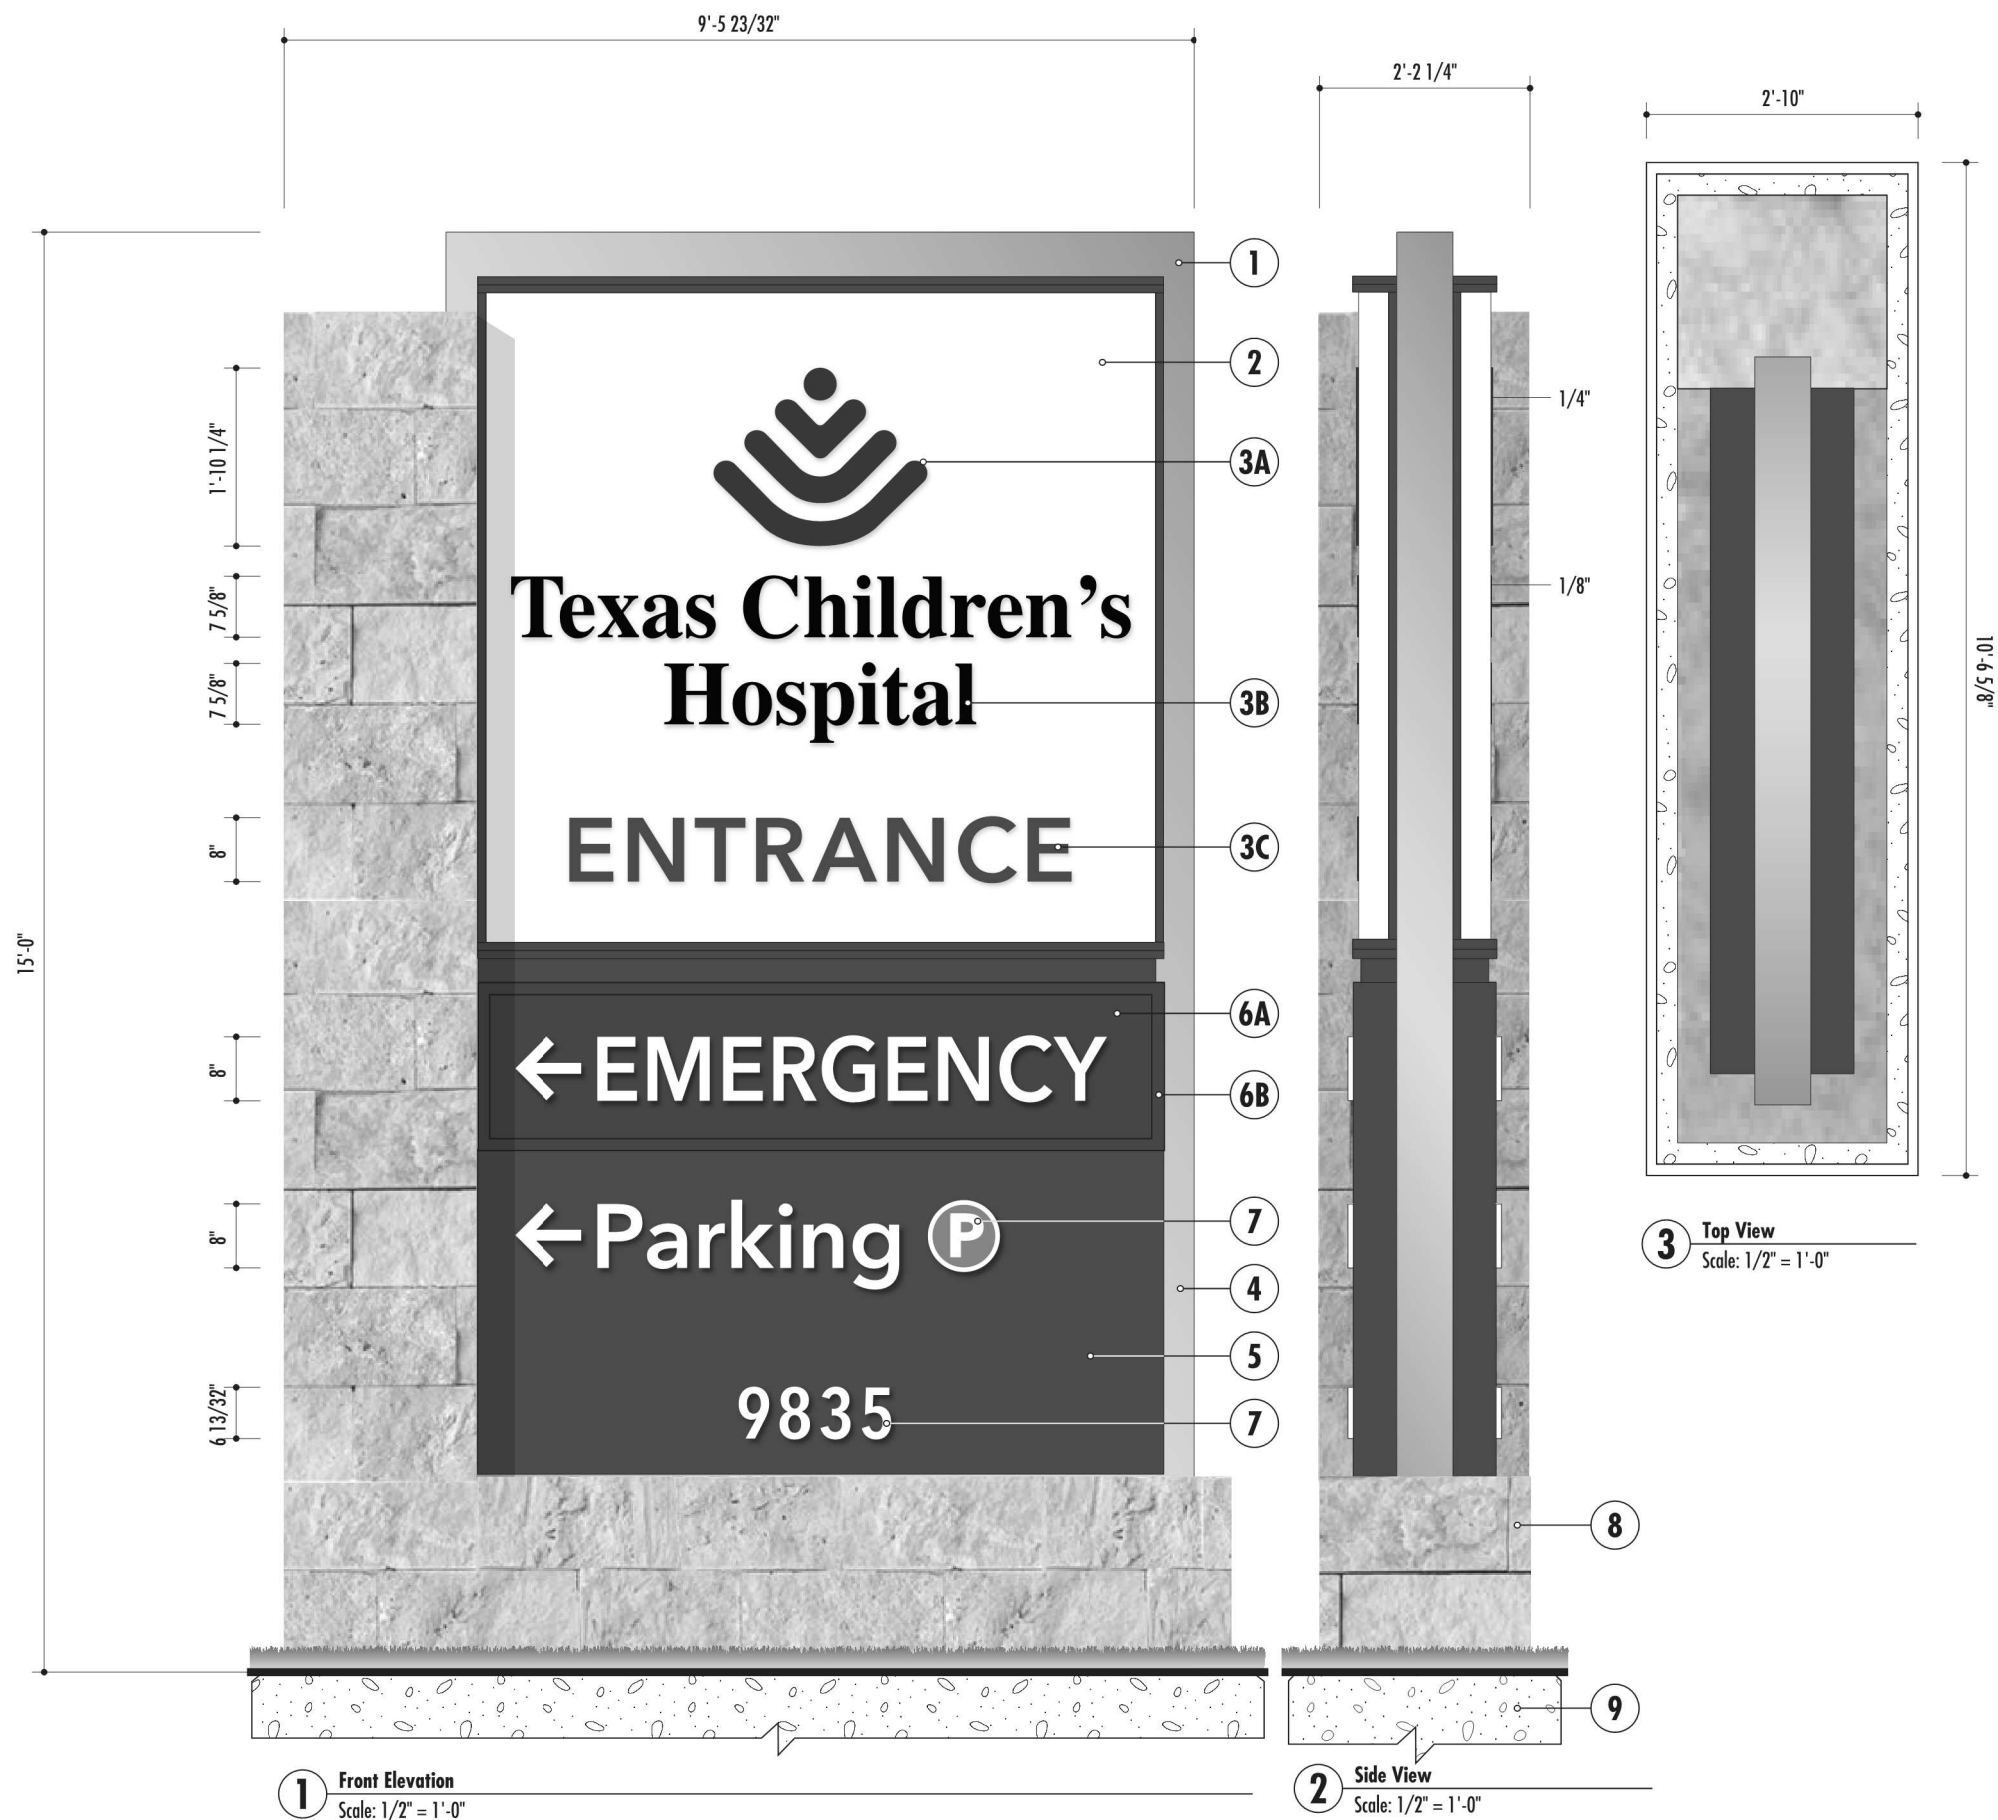 9'-5 23/32"
2'-2 1/4"
2'-10"
1
2
1/4"
1'-10 1/4"
3A
Texas Children's
7 5/8"
1/8"
10'-6 5/8"
Hospital
7 5/8"
3B
ENTRANCE
8"
3C
15'-0"
6A
←EMERGENCY
8"
6B
←Parking P
8"
7
3
Top View
Scale: 1/2" = 1'-0"
4
5
9835
6 13/32"
7
8
9
1
Front Elevation
Scale: 1/2" = 1'-0"
2
Side View
Scale: 1/2" = 1'-0"